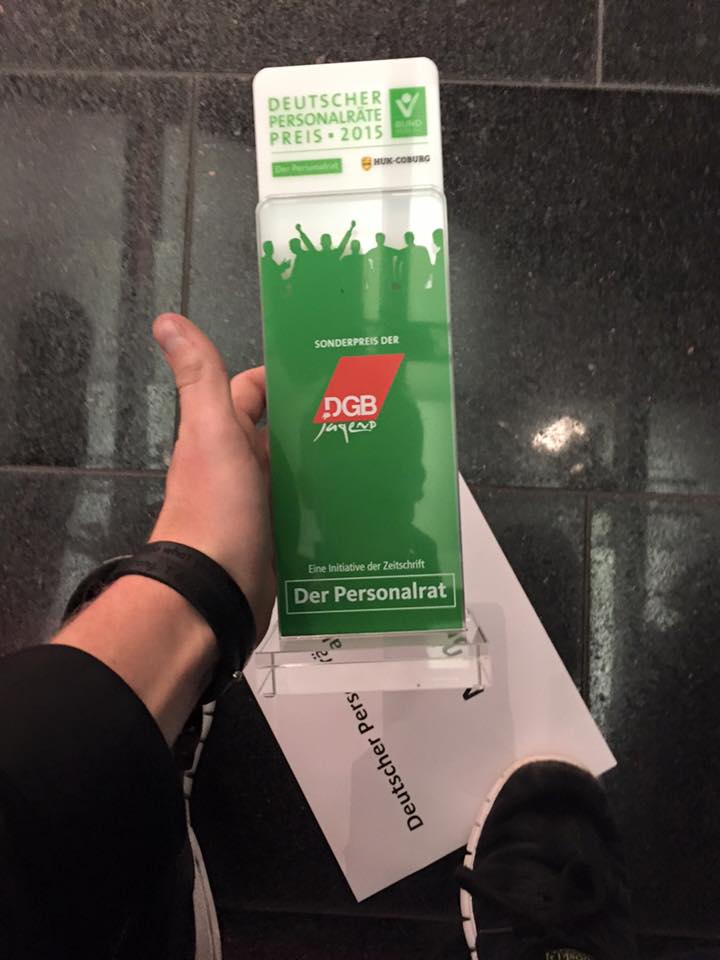 DEUTSCHER
PERSONALRÄTE
PREIS • 2015
BUND
Der Personalrat
HUK-COBURG
SONDERPREIS DER
DGB
jugend
Eine Initiative der Zeitschrift
Der Personalrat
Deutscher Pers